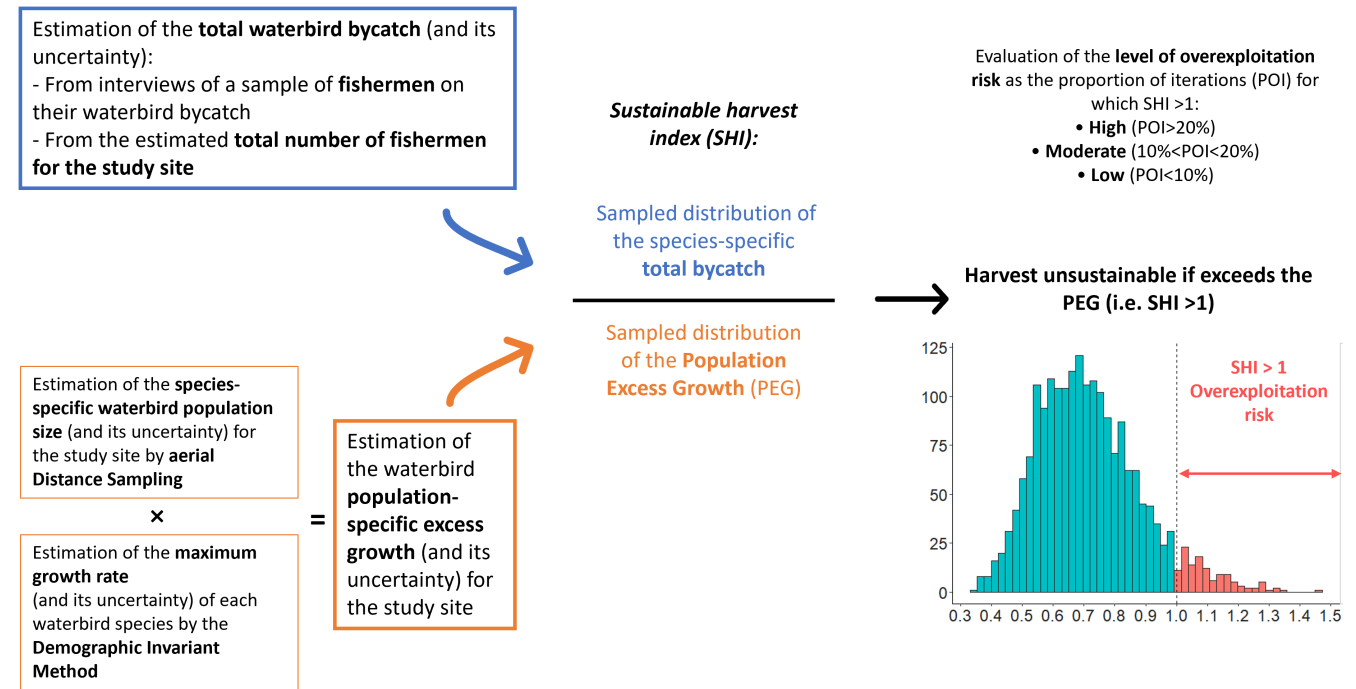 Estimation of the total waterbird bycatch (and its
uncertainty):
- From interviews of a sample of fishermen on
their waterbird bycatch
- From the estimated total number of fishermen
for the study site
Estimation of the species-
specific waterbird population
size (and its uncertainty) for
the study site by aerial
Distance Sampling
×
Estimation of the maximum
growth rate
(and its uncertainty) of each
waterbird species by the
Demographic Invariant
Method
=
Estimation of
the waterbird
population-
specific excess
growth (and its
uncertainty) for
the study site
Sustainable harvest
index (SHI):
Sampled distribution of
the species-specific
total bycatch
Sampled distribution
of the Population
Excess Growth (PEG)
Evaluation of the level of overexploitation
risk as the proportion of iterations (POI) for
which SHI >1:
• High (POI>20%)
• Moderate (10%<POI<20%)
• Low (POI<10%)
Harvest unsustainable if exceeds the
PEG (i.e. SHI >1)
SHI > 1
Overexploitation
risk
125
100
75
50
25
0
0.3 0.4 0.5 0.6 0.7 0.8 0.9 1.0 1.1 1.2 1.3 1.4 1.5